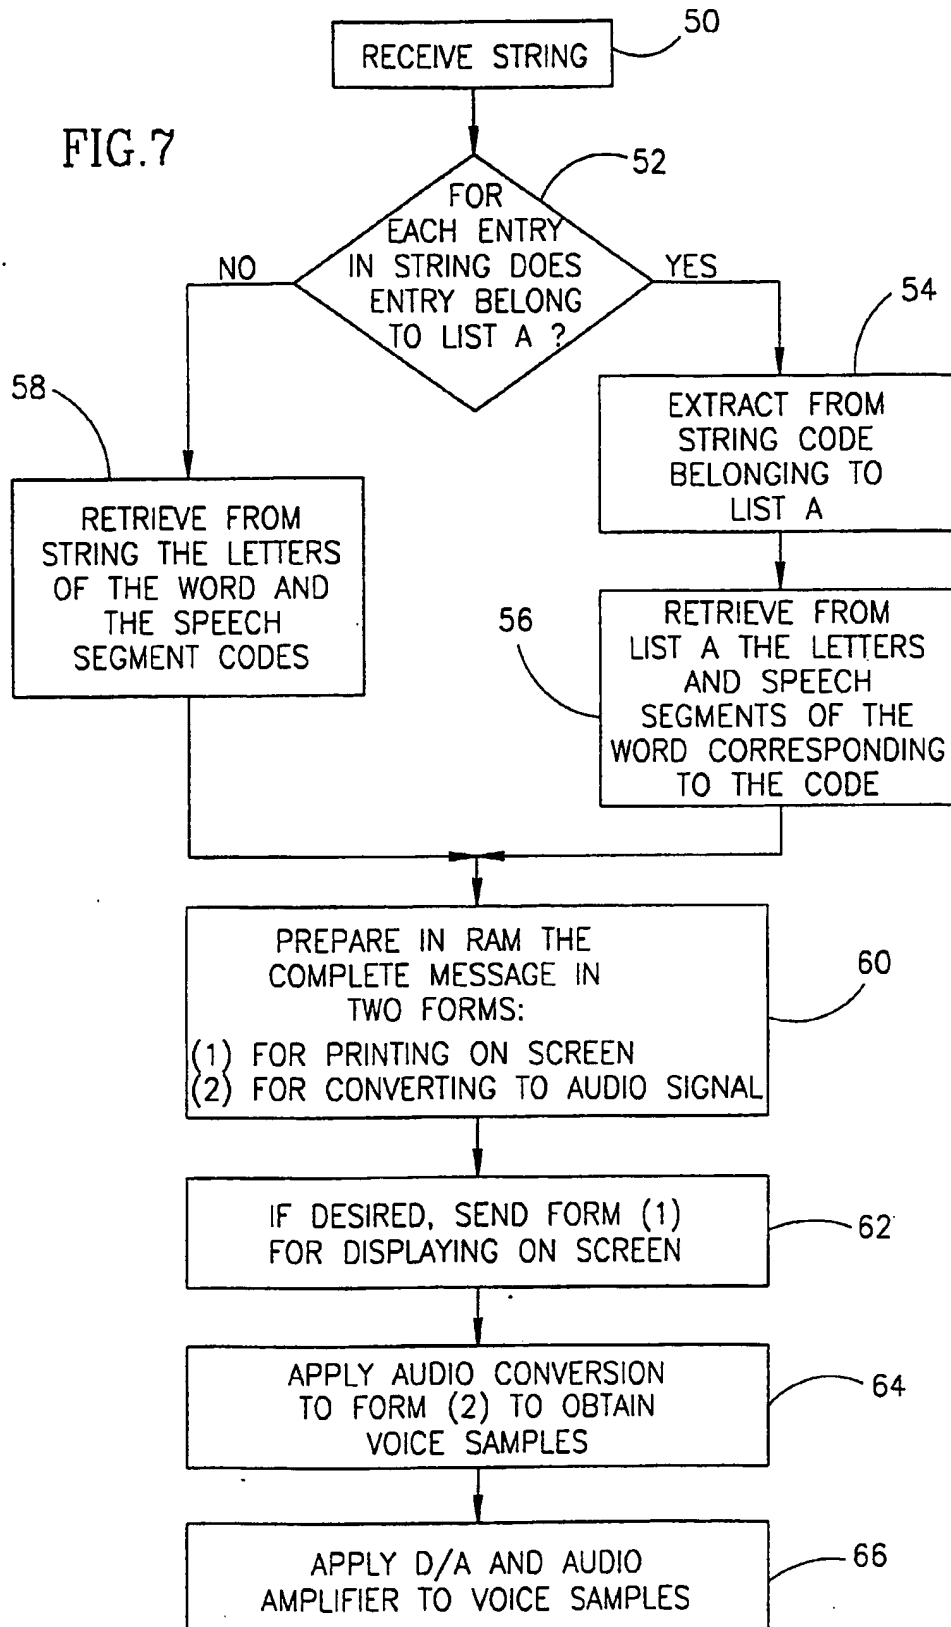 50
RECEIVE STRING
FIG.7
52
FOR
EACH ENTRY
IN STRING DOES
ENTRY BELONG
TO LIST A ?
NO
YES
54
EXTRACT FROM
STRING CODE
BELONGING TO
LIST A
58
RETRIEVE FROM
STRING THE LETTERS
OF THE WORD AND
THE SPEECH
SEGMENT CODES
56
RETRIEVE FROM
LIST A THE LETTERS
AND SPEECH
SEGMENTS OF THE
WORD CORRESPONDING
TO THE CODE
PREPARE IN RAM THE
COMPLETE MESSAGE IN
TWO FORMS:
(1) FOR PRINTING ON SCREEN
(2) FOR CONVERTING TO AUDIO SIGNAL
60
IF DESIRED, SEND FORM (1)
FOR DISPLAYING ON SCREEN
62
APPLY AUDIO CONVERSION
TO FORM (2) TO OBTAIN
VOICE SAMPLES
64
APPLY D/A AND AUDIO
AMPLIFIER TO VOICE SAMPLES
66